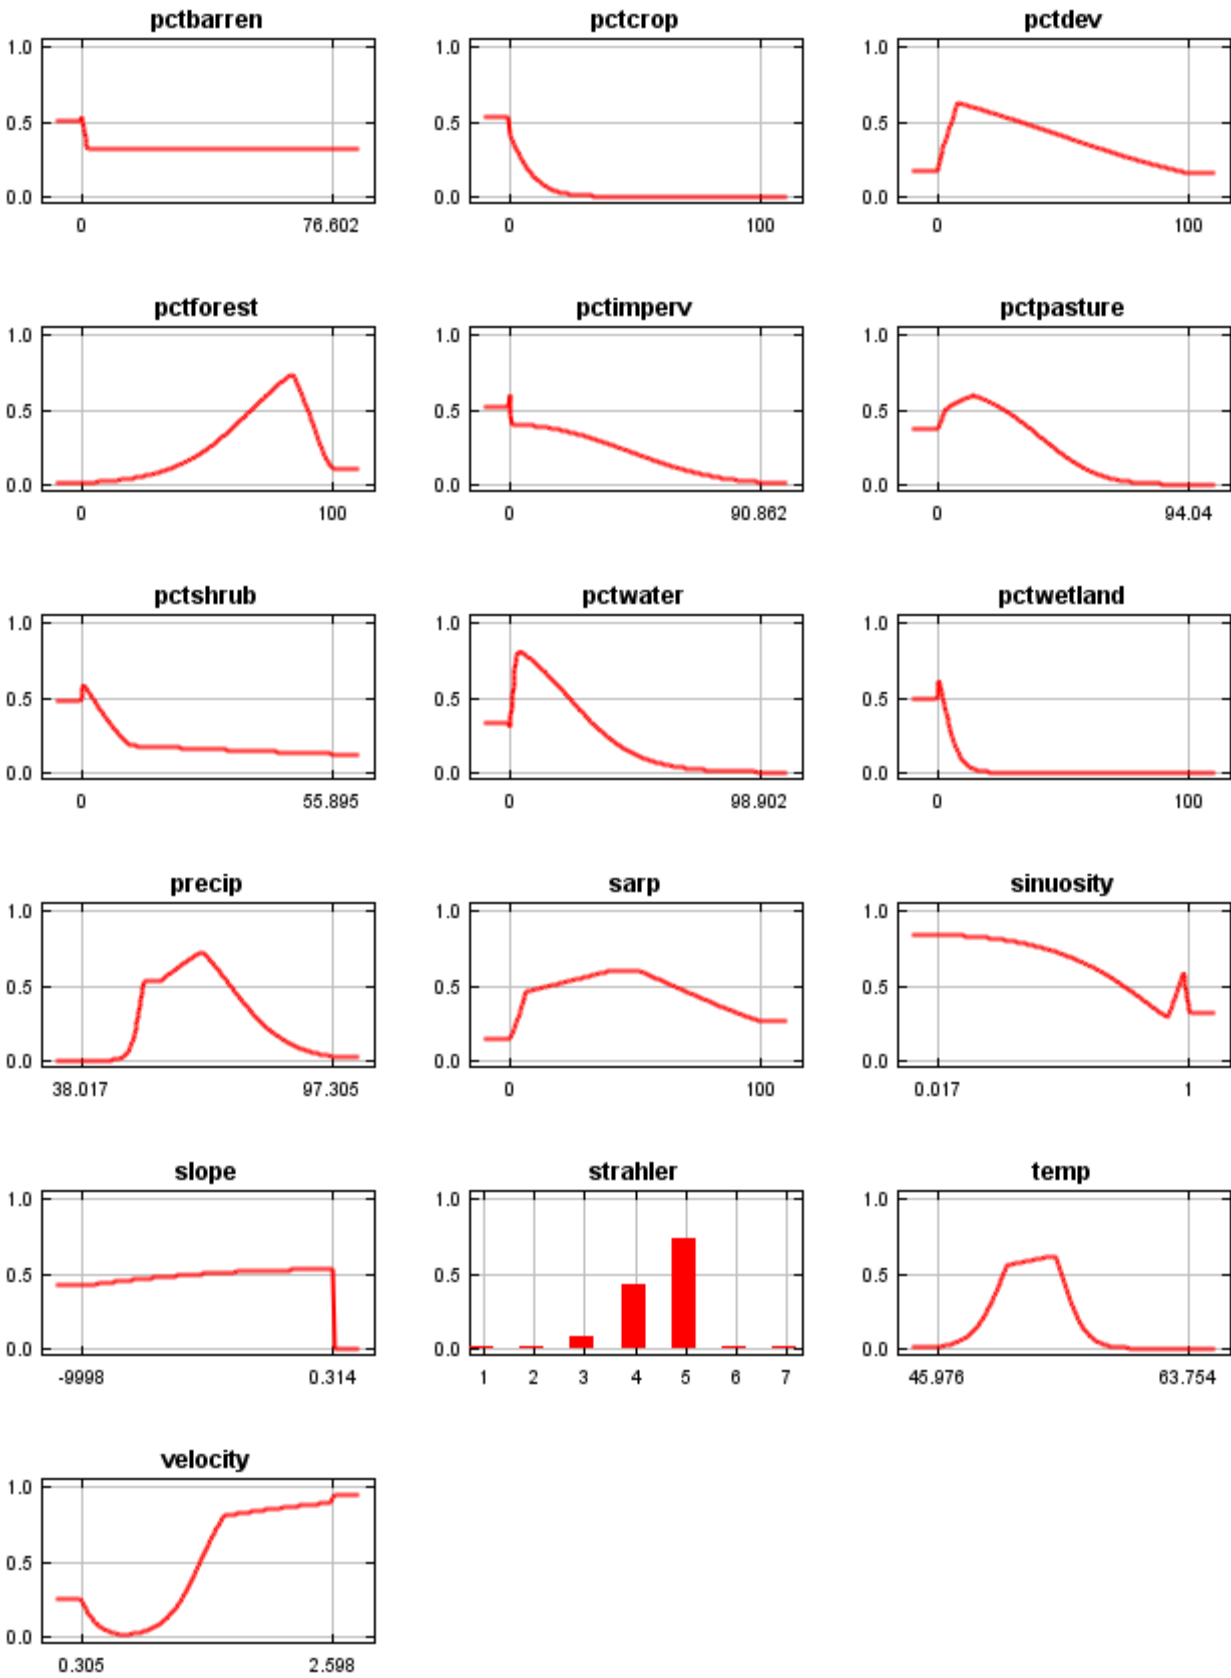 pctbarren pctcrop pctdev
1.0 1.0 1.0
0.5 0.5 0.5
0.0 0.0 0.0
0 76.602 0 100 0 100
pctforest pctimperv pctpasture
1.0 1.0 1.0
0.5 0.5 0.5
0.0 0.0 0.0
0 100 0 90.862 0 94.04
pctshrub pctwater pctwetland
1.0 1.0 1.0
0.5 0.5 0.5
0.0 0.0 0.0
0 55.895 0 98.902 0 100
precip sarp sinuosity
1.0 1.0 1.0
0.5 0.5 0.5
0.0 0.0 0.0
38.017 97.305 0 100 0.017 1
slope strahler temp
1.0 1.0 1.0
0.5 0.5 0.5
0.0 0.0 0.0
-9998 0.314 1 2 3 4 5 6 7 45.976 63.754
velocity
1.0
0.5
0.0
0.305 2.598